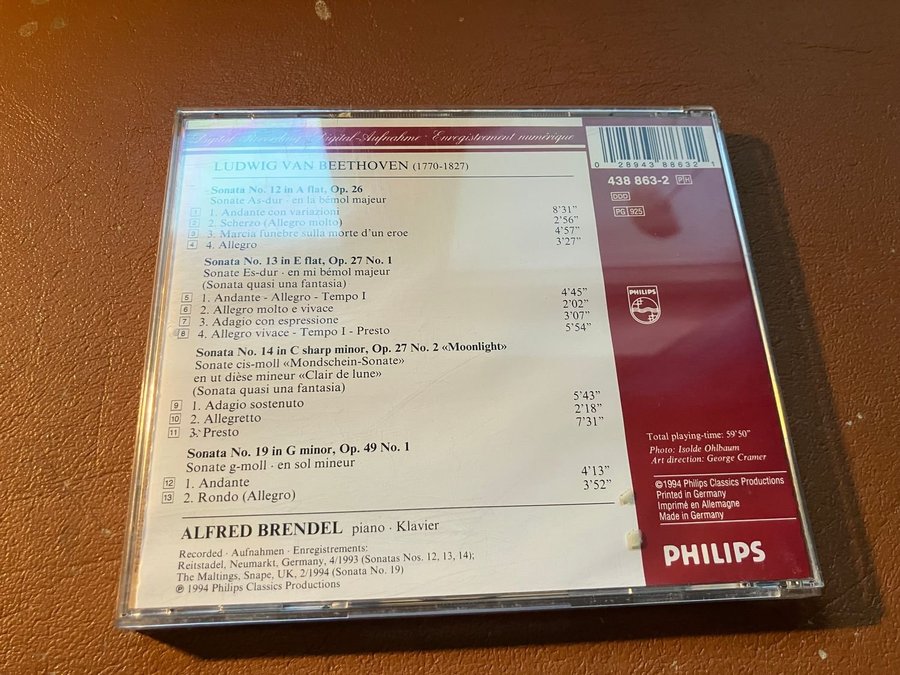 Digital Recording · Digital-Aufnahme · Enregistrement numérique
LUDWIG VAN BEETHOVEN (1770-1827)
Sonata No. 12 in A flat, Op. 26
Sonate As-dur · en la bémol majeur
1 1. Andante con variazioni 8'31"
2 2. Scherzo (Allegro molto) 2'56"
3 3. Marcia funebre sulla morte d'un eroe 4'57"
4 4. Allegro 3'27"
Sonata No. 13 in E flat, Op. 27 No. 1
Sonate Es-dur · en mi bémol majeur
(Sonata quasi una fantasia)
5 1. Andante - Allegro - Tempo I 4'45"
6 2. Allegro molto e vivace 2'02"
7 3. Adagio con espressione 3'07"
8 4. Allegro vivace - Tempo I - Presto 5'54"
Sonata No. 14 in C sharp minor, Op. 27 No. 2 «Moonlight»
Sonate cis-moll «Mondschein-Sonate»
en ut dièse mineur «Clair de lune»
(Sonata quasi una fantasia)
9 1. Adagio sostenuto 5'43"
10 2. Allegretto 2'18"
11 3. Presto 7'31"
Sonata No. 19 in G minor, Op. 49 No. 1
Sonate g-moll · en sol mineur
12 1. Andante 4'13"
13 2. Rondo (Allegro) 3'52"
ALFRED BRENDEL piano · Klavier
Recorded · Aufnahmen · Enregistrements:
Reitstadel, Neumarkt, Germany, 4/1993 (Sonatas Nos. 12, 13, 14);
The Maltings, Snape, UK, 2/1994 (Sonata No. 19)
℗ 1994 Philips Classics Productions
0 28943 88632 1
438 863-2 PH
DDD
PG 925
PHILIPS
Total playing-time: 59'50"
Photo: Isolde Ohlbaum
Art direction: George Cramer
©1994 Philips Classics Productions
Printed in Germany
Imprimé en Allemagne
Made in Germany
PHILIPS